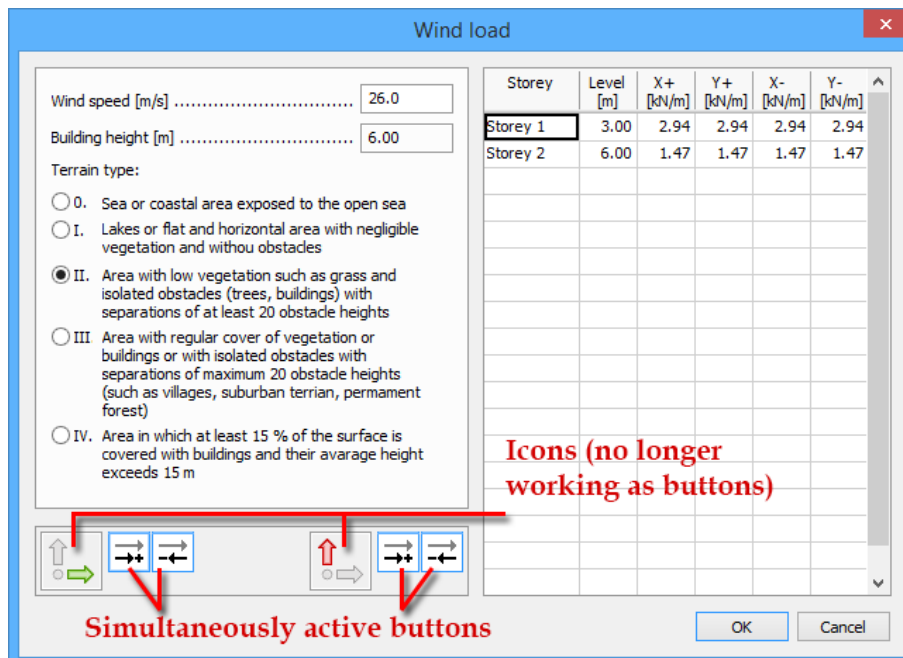 Wind load
Wind speed [m/s] ................................ 26.0
Building height [m] ............................... 6.00
Terrain type:
0. Sea or coastal area exposed to the open sea
I. Lakes or flat and horizontal area with negligible
vegetation and withou obstacles
II. Area with low vegetation such as grass and
isolated obstacles (trees, buildings) with
separations of at least 20 obstacle heights
III Area with regular cover of vegetation or
buildings or with isolated obstacles with
separations of maximum 20 obstacle heights
(such as villages, suburban terrian, permament
forest)
IV. Area in which at least 15 % of the surface is
covered with buildings and their avarage height
exceeds 15 m
Storey Level X+ Y+ X- Y-
[m] [kN/m] [kN/m] [kN/m] [kN/m]
Storey 1 3.00 2.94 2.94 2.94 2.94
Storey 2 6.00 1.47 1.47 1.47 1.47
Icons (no longer
working as buttons)
Simultaneously active buttons
OK Cancel